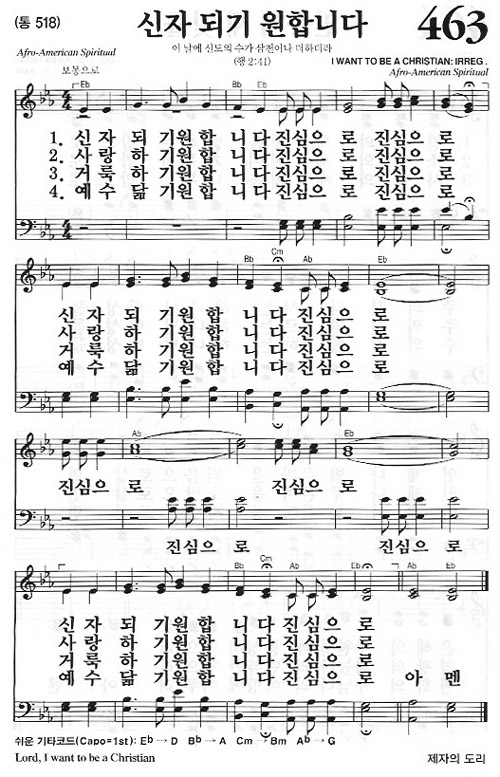 (통 518)
신자 되기 원합니다
463
Afro-American Spiritual
이 날에 신도의 수가 삼천이나 더하더라
(행 2:41)
I WANT TO BE A CHRISTIAN: IRREG.
Afro-American Spiritual
보통으로
Eb Bb Eb
1. 신 자 되 기 원 합 니 다 진심으 로 진심으 로
2. 사 랑 하 기 원 합 니 다 진심으 로 진심으 로
3. 거 룩 하 기 원 합 니 다 진심으 로 진심으 로
4. 예 수 닮 기 원 합 니 다 진심으 로 진심으 로
Bb Cm Ab Eb
신 자 되 기 원 합 니 다 진심으 로
사 랑 하 기 원 합 니 다 진심으 로
거 룩 하 기 원 합 니 다 진심으 로
예 수 닮 기 원 합 니 다 진심으 로
Ab Eb
진심으 로 진심으 로
진심으 로 진심으 로
Bb Cm Ab Eb Ab Eb
신 자 되 기 원 합 니 다 진심으 로
사 랑 하 기 원 합 니 다 진심으 로
거 룩 하 기 원 합 니 다 진심으 로
예 수 닮 기 원 합 니 다 진심으 로 아 멘
쉬운 기타코드(Capo=1st): Eb→D Bb→A Cm→Bm Ab→G
Lord, I want to be a Christian
제자의 도리